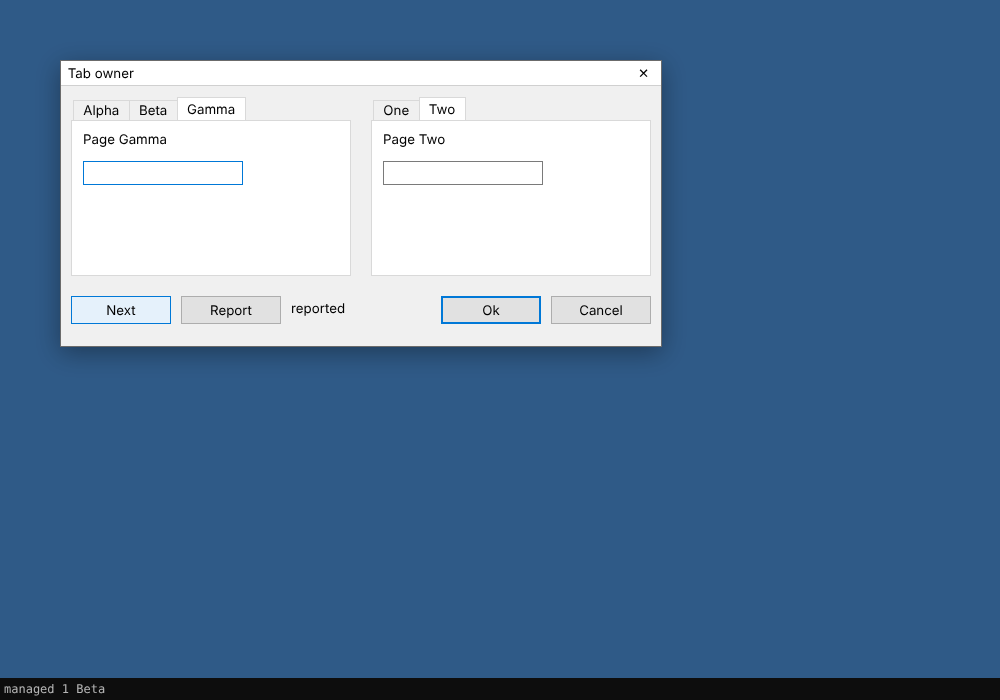 Tab owner ✕
Alpha Beta Gamma One Two
Page Gamma Page Two
Next Report reported Ok Cancel
managed 1 Beta